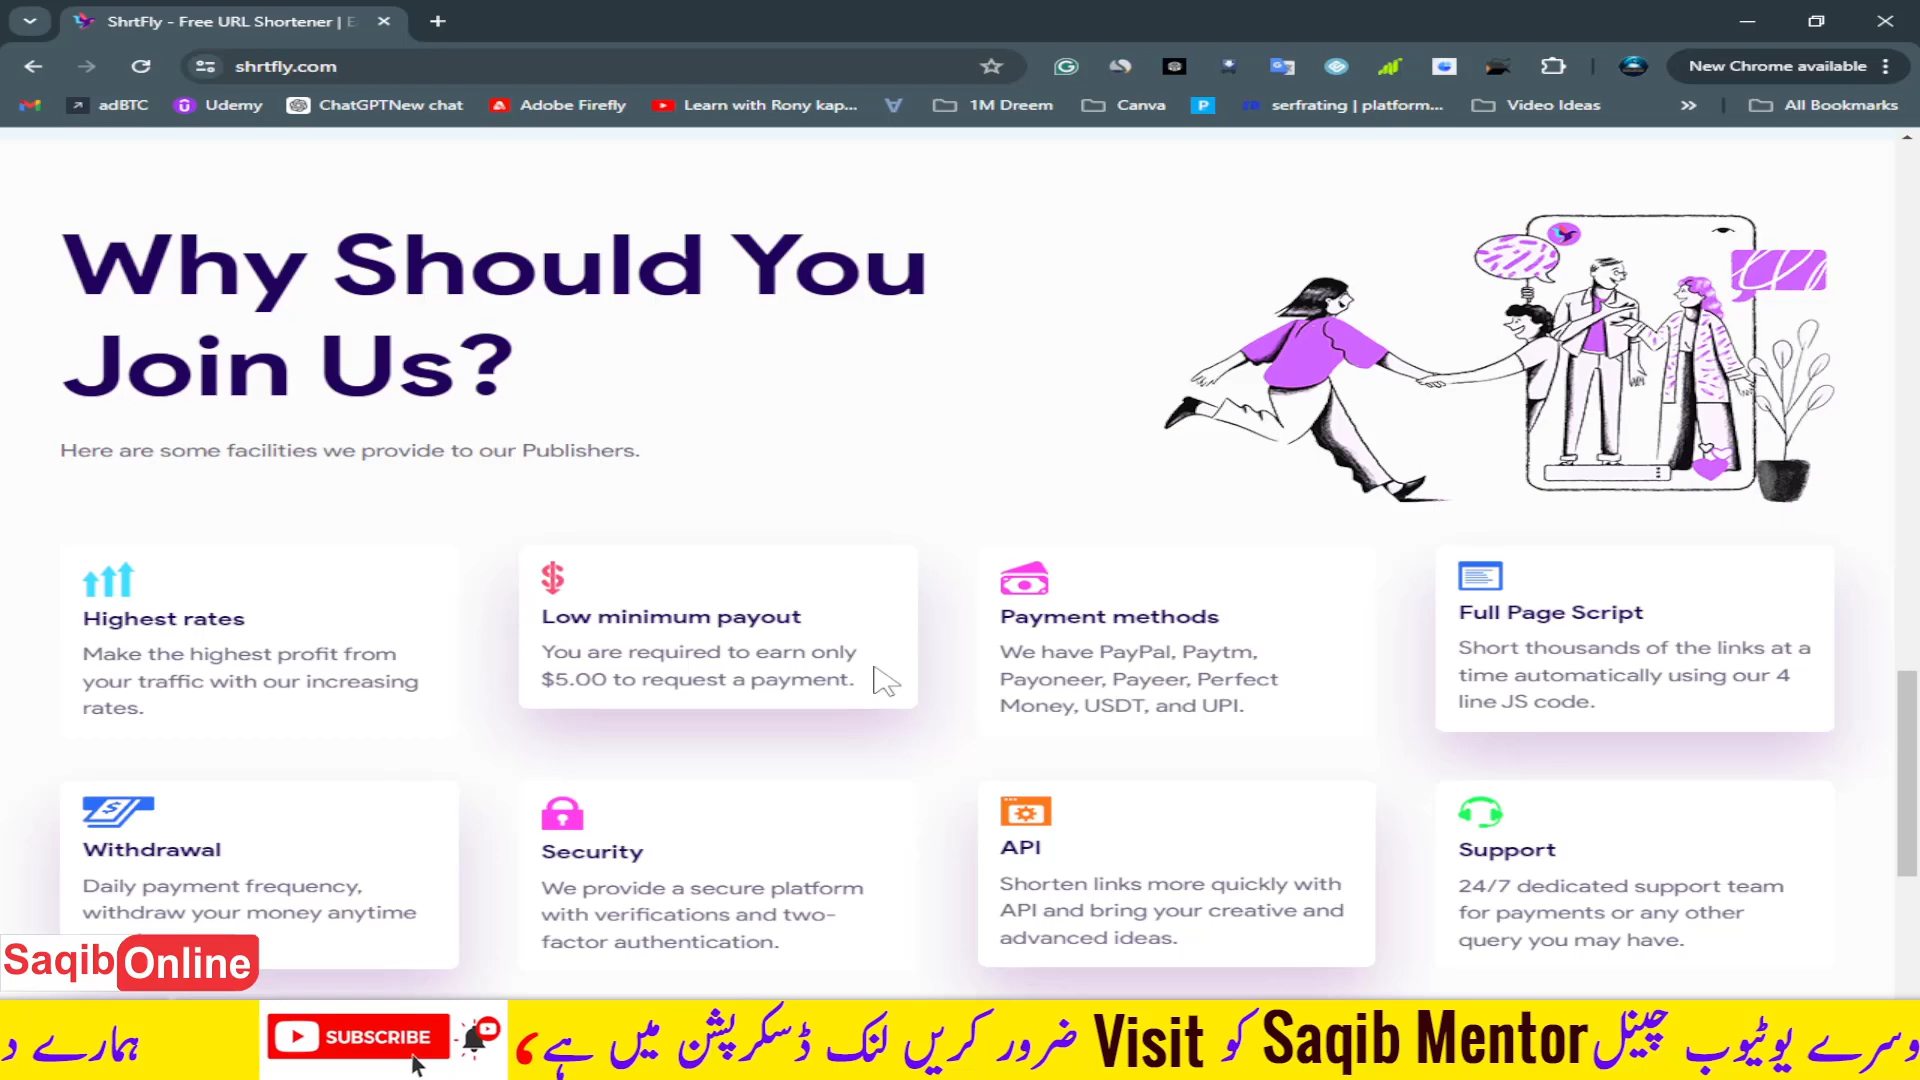 ShrtFly - Free URL Shortener | E
shrtfly.com
New Chrome available
adBTC
Udemy
ChatGPTNew chat
Adobe Firefly
Learn with Rony kap...
1M Dreem
Canva
serfrating | platform...
Video Ideas
All Bookmarks
Why Should You
Join Us?
Here are some facilities we provide to our Publishers.
Highest rates
Make the highest profit from
your traffic with our increasing
rates.
Low minimum payout
You are required to earn only
$5.00 to request a payment.
Payment methods
We have PayPal, Paytm,
Payoneer, Payeer, Perfect
Money, USDT, and UPI.
Full Page Script
Short thousands of the links at a
time automatically using our 4
line JS code.
Withdrawal
Daily payment frequency,
withdraw your money anytime
Security
We provide a secure platform
with verifications and two-
factor authentication.
API
Shorten links more quickly with
API and bring your creative and
advanced ideas.
Support
24/7 dedicated support team
for payments or any other
query you may have.
Saqib Online
SUBSCRIBE
وسرے یوٹیوب چینل Saqib Mentor کو Visit ضرور کریں لنک ڈسکرپشن میں ہے،
ہمارے د